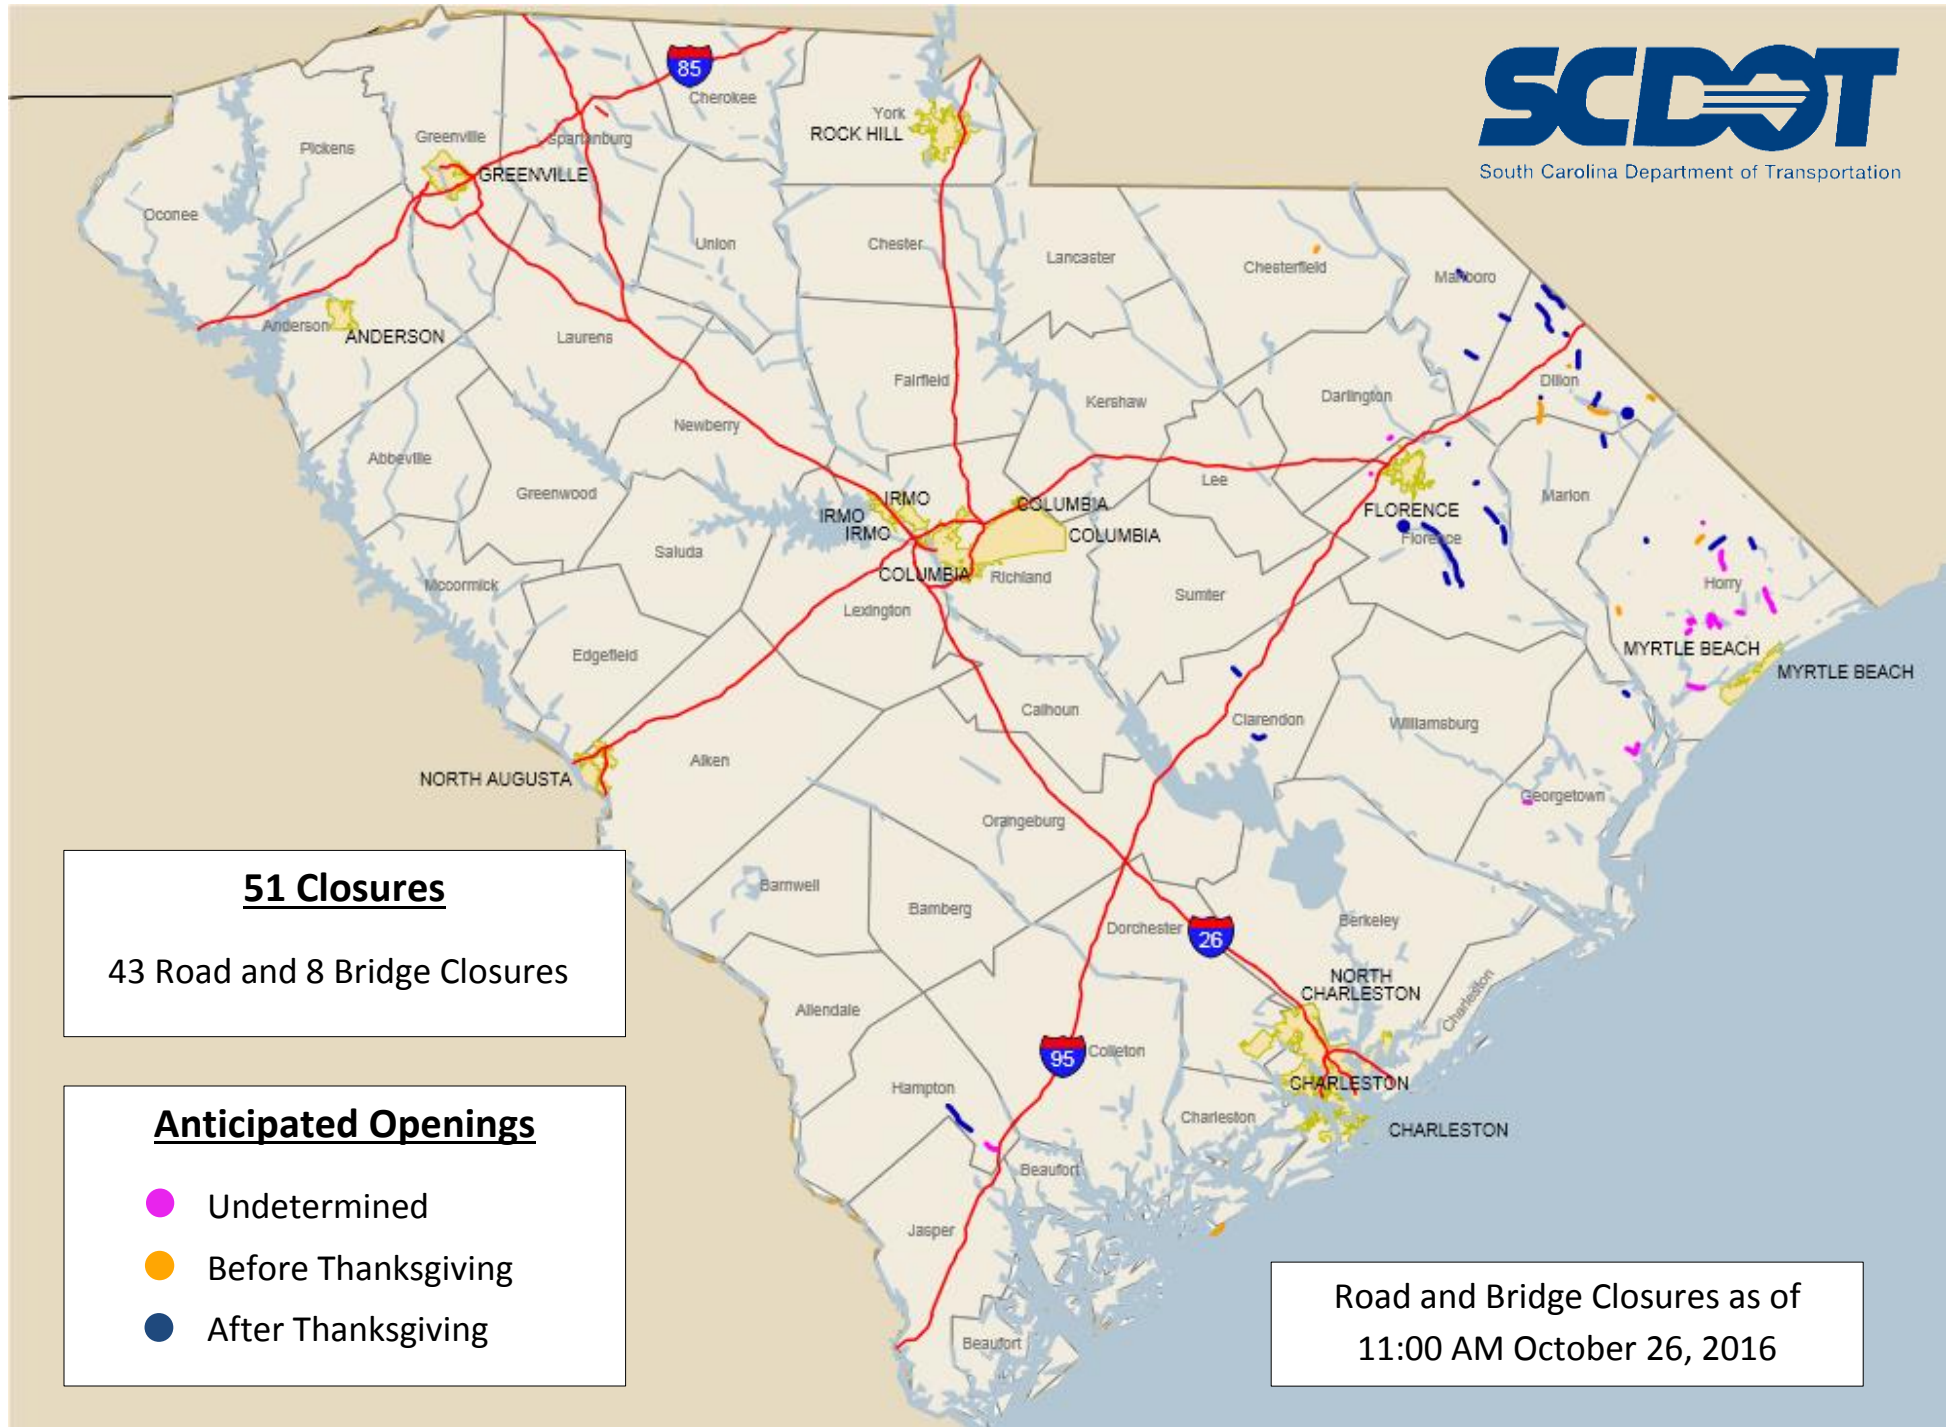 SCDOT
South Carolina Department of Transportation
85
Cherokee
York
ROCK HILL
Greenville
Spartanburg
Pickens
GREENVILLE
Oconee
Union
Chester
Lancaster
Chesterfield
Marlboro
Anderson
ANDERSON
Laurens
Fairfield
Kershaw
Darlington
Dillon
Newberry
Abbeville
Greenwood
Lee
Marion
IRMO
IRMO
IRMO
COLUMBIA
COLUMBIA
COLUMBIA
FLORENCE
Florence
Saluda
Richland
Mccormick
Lexington
Sumter
Horry
Edgefield
MYRTLE BEACH
MYRTLE BEACH
Calhoun
Clarendon
Williamsburg
Aiken
NORTH AUGUSTA
Georgetown
Orangeburg
Barnwell
Bamberg
Dorchester
26
Berkeley
NORTH
CHARLESTON
Charleston
Allendale
95
Colleton
Hampton
CHARLESTON
Charleston
CHARLESTON
Beaufort
Jasper
Beaufort
51 Closures
43 Road and 8 Bridge Closures
Anticipated Openings
Undetermined
Before Thanksgiving
After Thanksgiving
Road and Bridge Closures as of
11:00 AM October 26, 2016